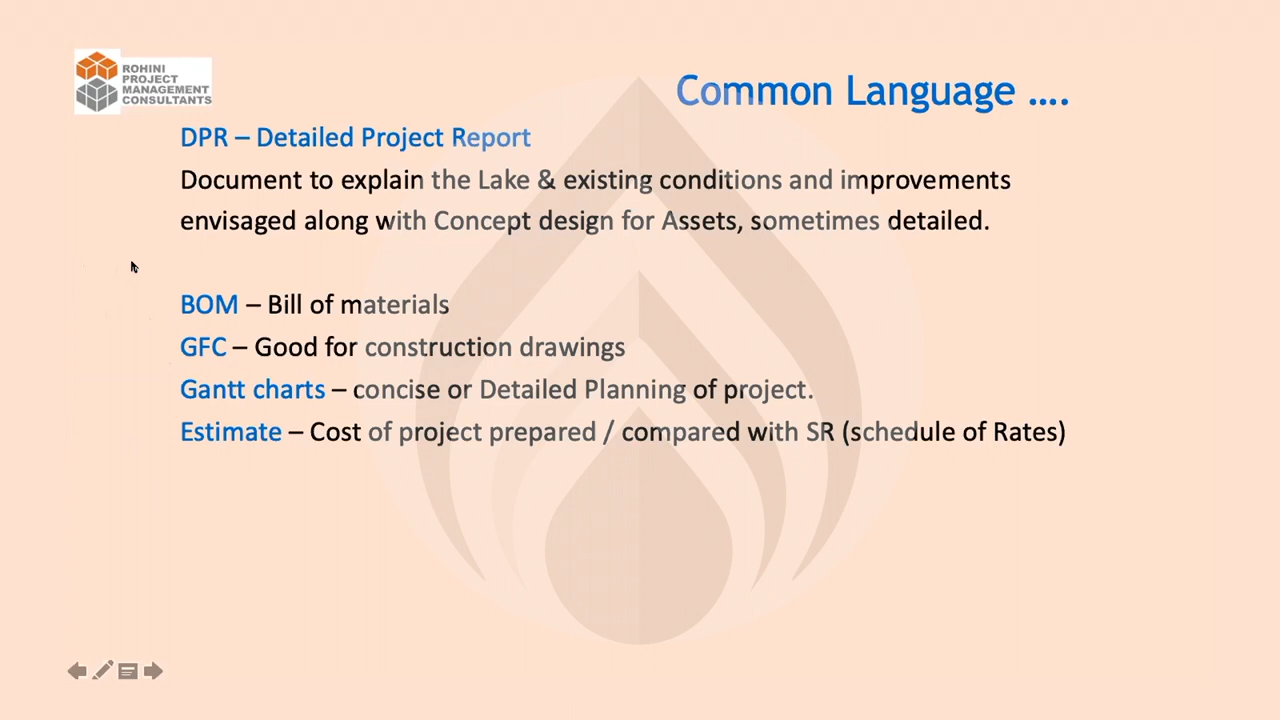 ROHINI
PROJECT
MANAGEMENT
CONSULTANTS
Common Language ....
DPR – Detailed Project Report
Document to explain the Lake & existing conditions and improvements
envisaged along with Concept design for Assets, sometimes detailed.
BOM – Bill of materials
GFC – Good for construction drawings
Gantt charts – concise or Detailed Planning of project.
Estimate – Cost of project prepared / compared with SR (schedule of Rates)